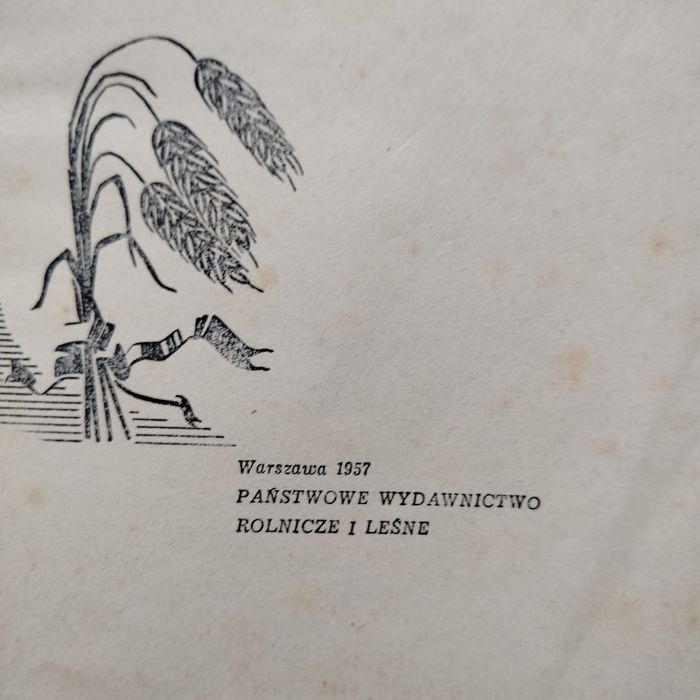 Warszawa 1957
PAŃSTWOWE WYDAWNICTWO
ROLNICZE I LEŚNE